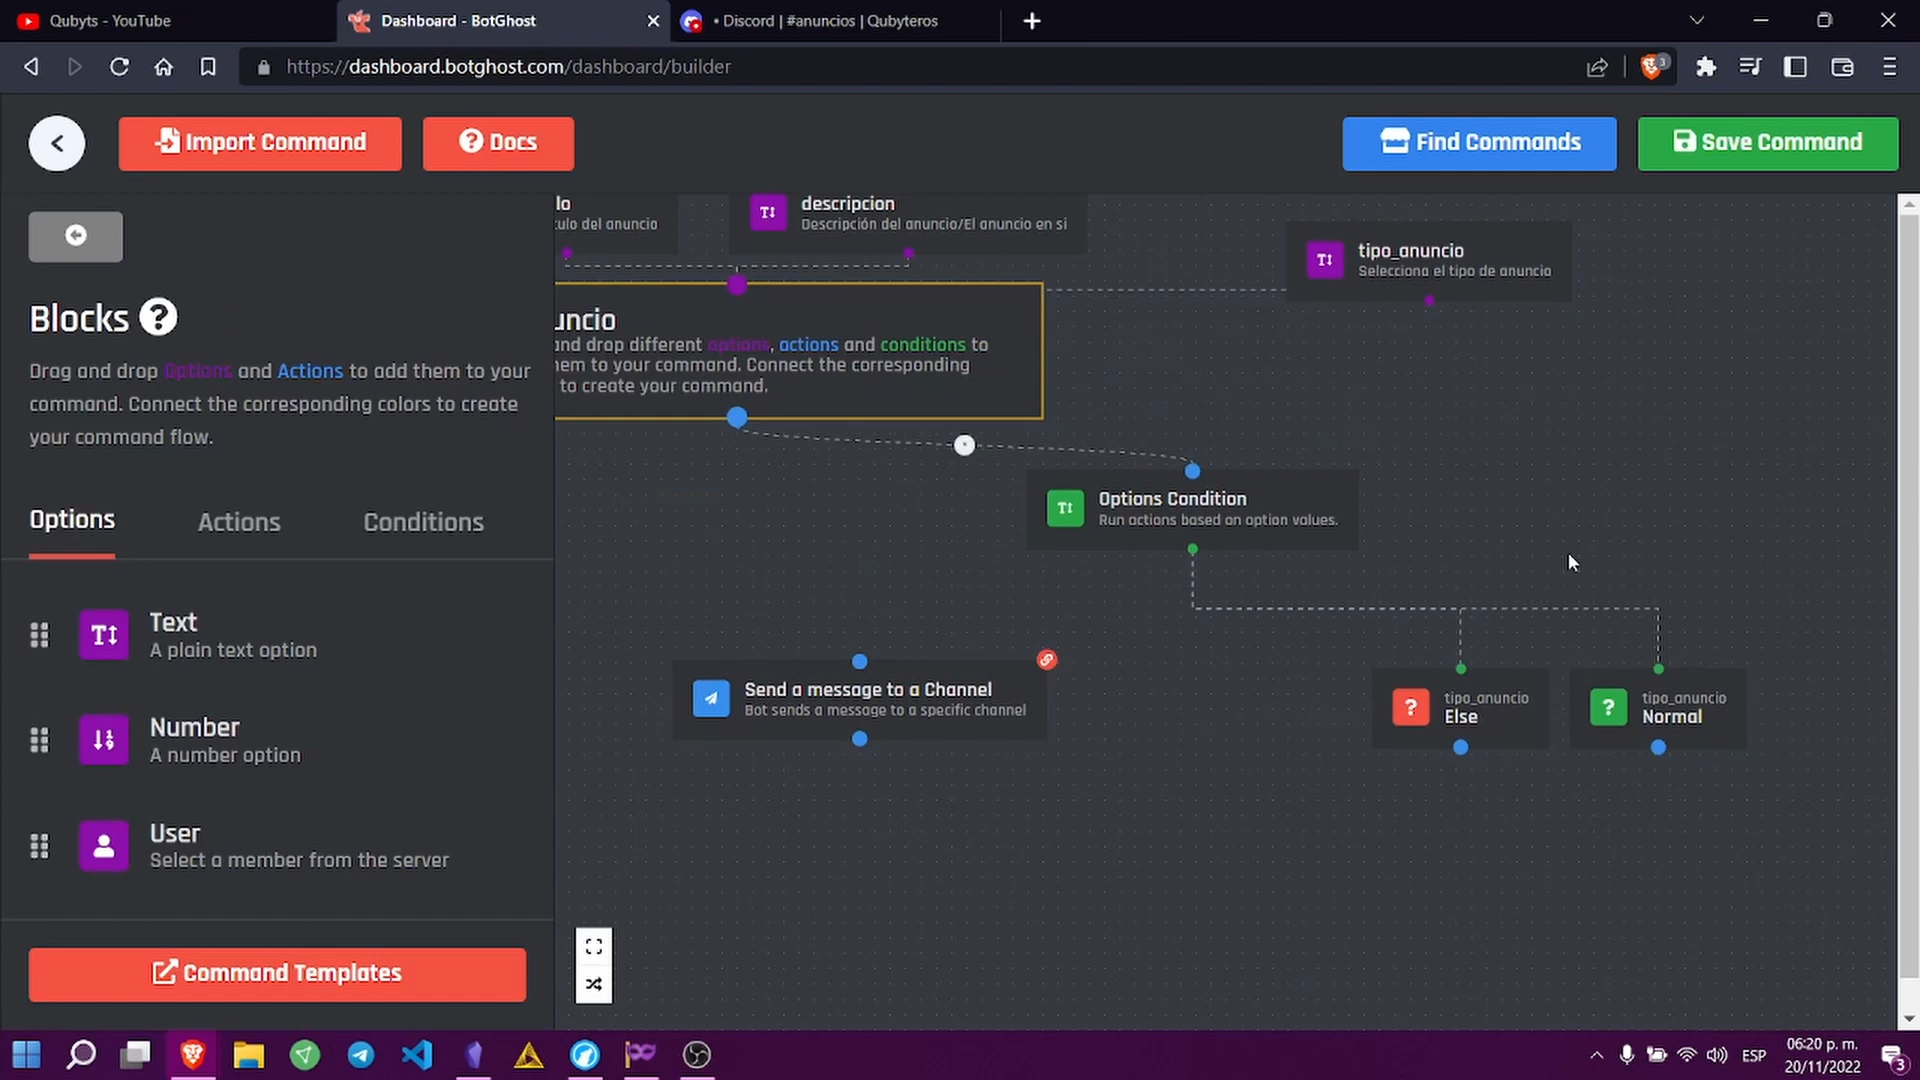 Qubyts - YouTube
Dashboard - BotGhost
• Discord | #anuncios | Qubyteros
https://dashboard.botghost.com/dashboard/builder
3
Import Command
Docs
Find Commands
Save Command
Blocks ?
Drag and drop Options and Actions to add them to your
command. Connect the corresponding colors to create
your command flow.
Options
Actions
Conditions
Text
A plain text option
Number
A number option
User
Select a member from the server
Command Templates
lo
ulo del anuncio
descripcion
Descripción del anuncio/El anuncio en si
tipo_anuncio
Selecciona el tipo de anuncio
uncio
and drop different options, actions and conditions to
hem to your command. Connect the corresponding
to create your command.
Options Condition
Run actions based on option values.
Send a message to a Channel
Bot sends a message to a specific channel
tipo_anuncio
Else
tipo_anuncio
Normal
ESP
06:20 p. m.
20/11/2022
3